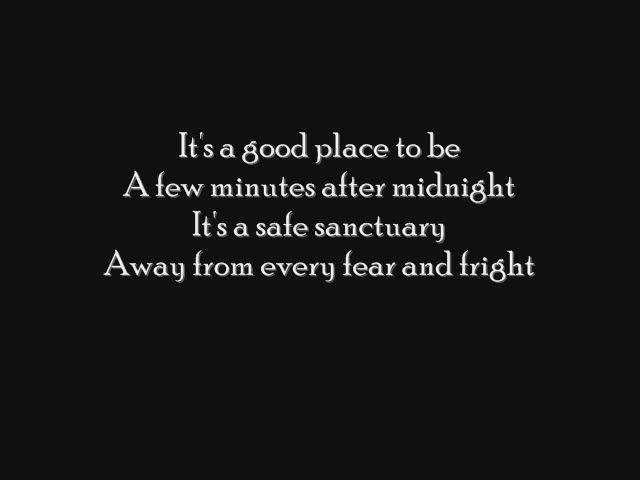 It's a good place to be
A few minutes after midnight
It's a safe sanctuary
Away from every fear and fright